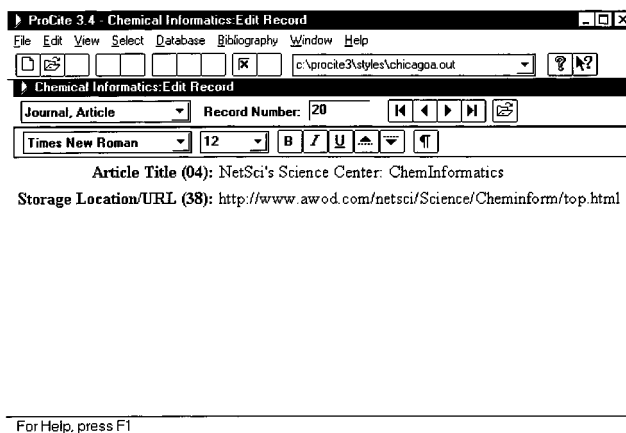 ProCite 3.4 - Chemical Informatics:Edit Record
File Edit View Select Database Bibliography Window Help
c:\procite3\styles\chicagoa.out
Chemical Informatics:Edit Record
Journal, Article Record Number: 20
Times New Roman 12 B I U ¶
Article Title (04): NetSci's Science Center: ChemInformatics
Storage Location/URL (38): http://www.awod.com/netsci/Science/Cheminform/top.html
For Help, press F1